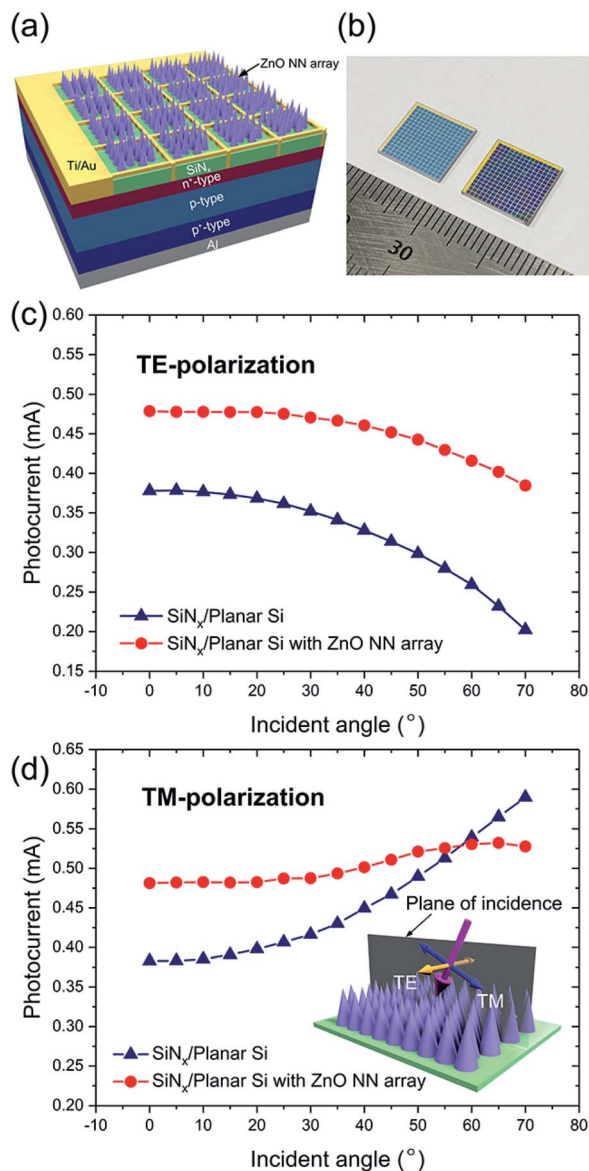 (a)
ZnO NN array
Ti/Au
SiNx
n⁺-type
p-type
p⁺-type
Al
(b)
30
(c)
TE-polarization
Photocurrent (mA)
0.60
0.55
0.50
0.45
0.40
0.35
0.30
0.25
0.20
0.15
SiNₓ/Planar Si
SiNₓ/Planar Si with ZnO NN array
-10 0 10 20 30 40 50 60 70 80
Incident angle (°)
(d)
TM-polarization
Photocurrent (mA)
0.65
0.60
0.55
0.50
0.45
0.40
0.35
0.30
0.25
0.20
Plane of incidence
TE
TM
SiNₓ/Planar Si
SiNₓ/Planar Si with ZnO NN array
-10 0 10 20 30 40 50 60 70 80
Incident angle (°)